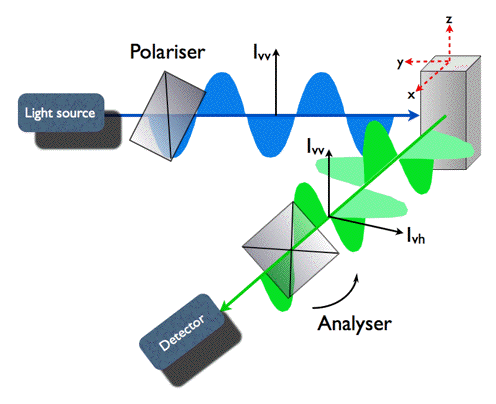 Polariser
Ivv
z
y
x
Light source
Ivv
Ivh
Analyser
Detector